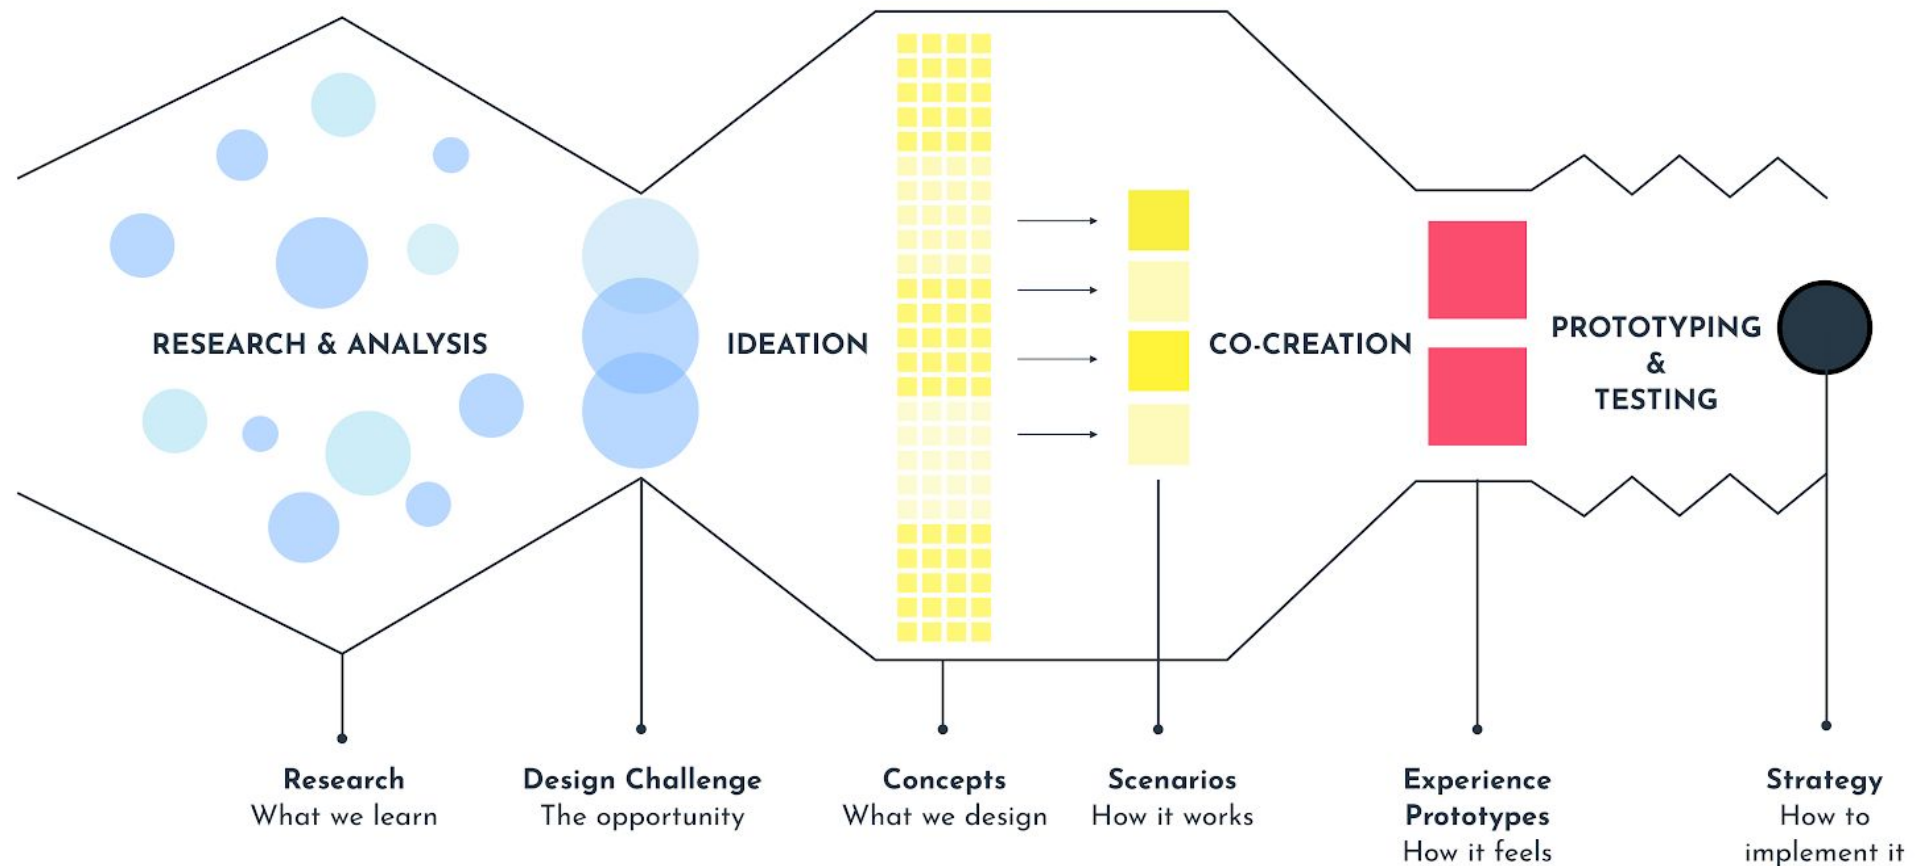 RESEARCH & ANALYSIS
IDEATION
CO-CREATION
PROTOTYPING
&
TESTING
Research
What we learn
Design Challenge
The opportunity
Concepts
What we design
Scenarios
How it works
Experience
Prototypes
How it feels
Strategy
How to
implement it